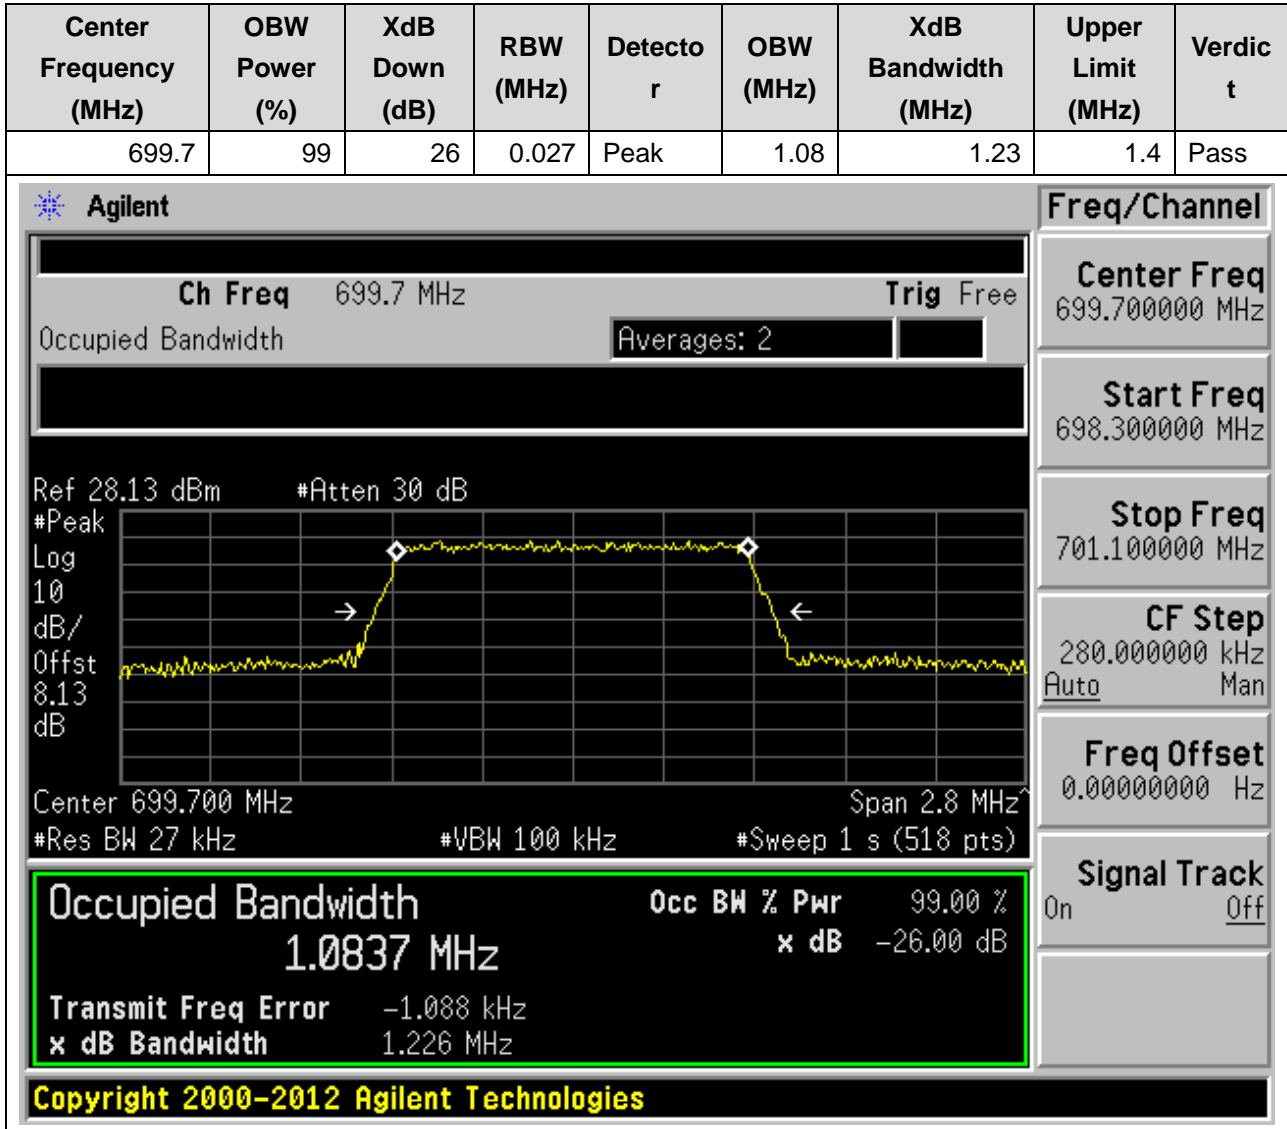 Center Frequency (MHz) OBW Power (%) XdB Down (dB) RBW (MHz) Detector OBW (MHz) XdB Bandwidth (MHz) Upper Limit (MHz) Verdict
699.7 99 26 0.027 Peak 1.08 1.23 1.4 Pass
Agilent
Freq/Channel
Ch Freq 699.7 MHz Trig Free
Occupied Bandwidth Averages: 2
Center Freq
699.700000 MHz
Start Freq
698.300000 MHz
Stop Freq
701.100000 MHz
CF Step
280.000000 kHz
Auto Man
Freq Offset
0.00000000 Hz
Signal Track
On Off
Ref 28.13 dBm #Atten 30 dB
#Peak
Log
10
dB/
Offst
8.13
dB
Center 699.700 MHz Span 2.8 MHz^
#Res BW 27 kHz #VBW 100 kHz #Sweep 1 s (518 pts)
Occupied Bandwidth Occ BW % Pwr 99.00 %
1.0837 MHz x dB -26.00 dB
Transmit Freq Error -1.088 kHz
x dB Bandwidth 1.226 MHz
Copyright 2000-2012 Agilent Technologies